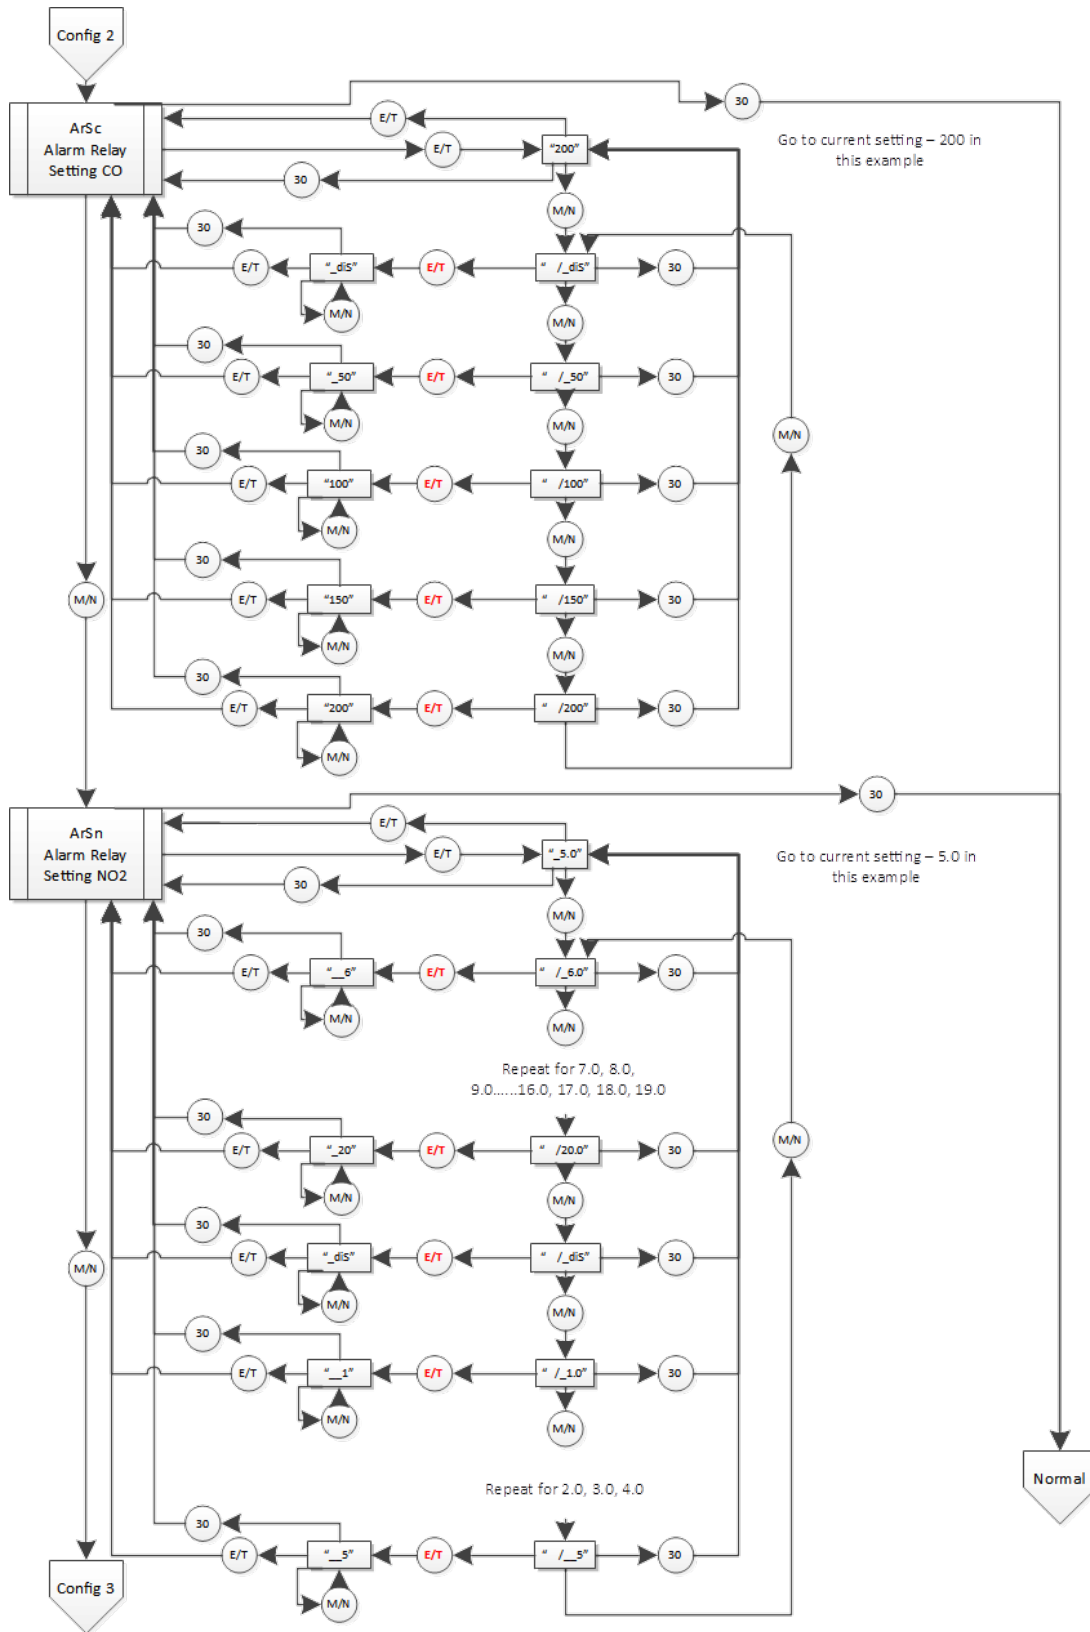 Config 2
30
ArSc
Alarm Relay
Setting CO
E/T
E/T
"200"
Go to current setting – 200 in
this example
30
M/N
30
E/T
"_diS"
E/T
" /_diS"
30
M/N
M/N
30
E/T
"_50"
E/T
" /_50"
30
M/N
M/N
M/N
30
E/T
"100"
E/T
" /100"
30
M/N
M/N
30
E/T
"150"
E/T
" /150"
30
M/N
M/N
M/N
30
E/T
"200"
E/T
" /200"
30
M/N
30
ArSn
Alarm Relay
Setting NO2
E/T
E/T
"_5.0"
Go to current setting – 5.0 in
this example
30
M/N
30
E/T
"__6"
E/T
" /_6.0"
30
M/N
M/N
Repeat for 7.0, 8.0,
9.0......16.0, 17.0, 18.0, 19.0
30
E/T
"_20"
E/T
" /20.0"
30
M/N
M/N
M/N
30
E/T
"_diS"
E/T
" /_diS"
30
M/N
M/N
M/N
30
E/T
"__1"
E/T
" /_1.0"
30
M/N
M/N
Normal
Repeat for 2.0, 3.0, 4.0
30
E/T
"__5"
E/T
" /__5"
30
M/N
Config 3